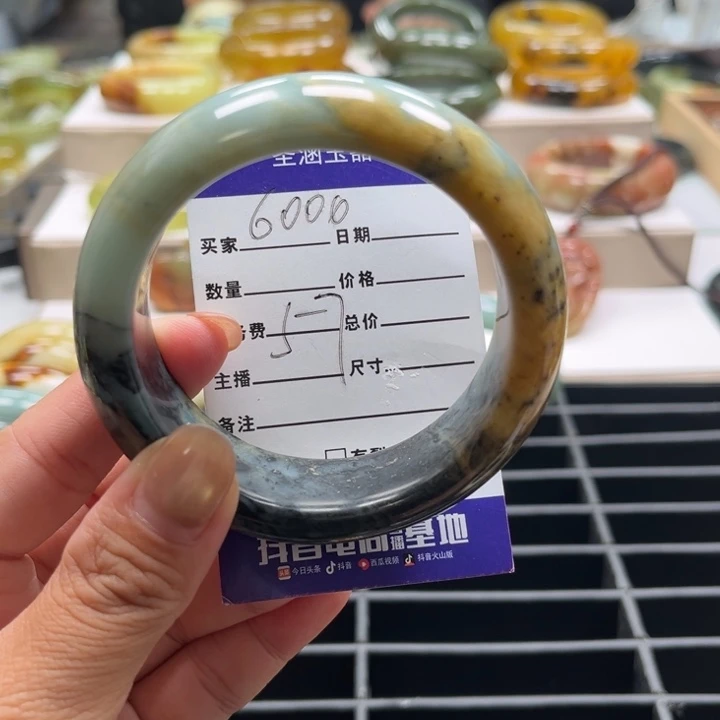 6000
买家 日期
数量 价格
费 5-7 总价
主播 尺寸
备注
抖音电商直播基地
今日头条 抖音 西瓜视频 抖音火山版